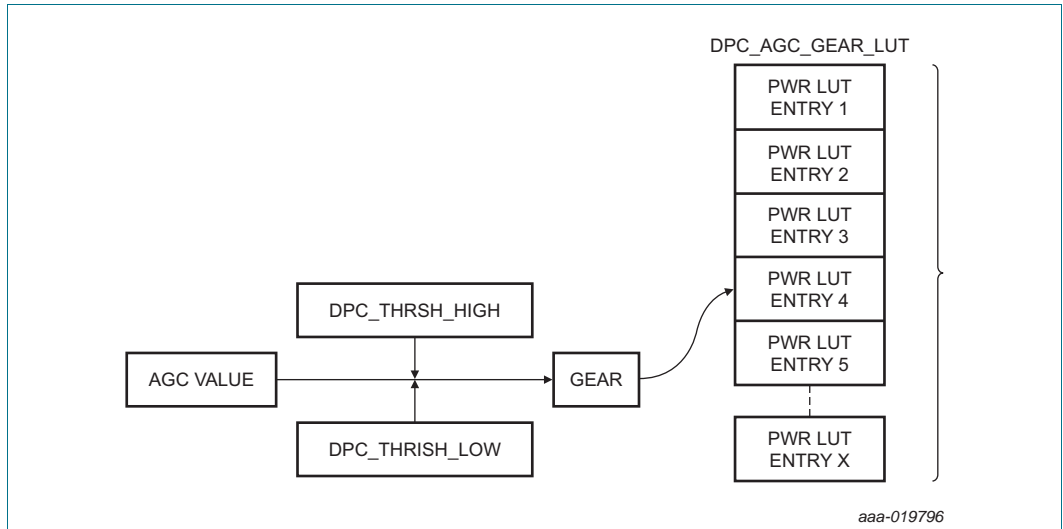 DPC_AGC_GEAR_LUT
PWR LUT
ENTRY 1
PWR LUT
ENTRY 2
PWR LUT
ENTRY 3
PWR LUT
ENTRY 4
PWR LUT
ENTRY 5
PWR LUT
ENTRY X
DPC_THRSH_HIGH
AGC VALUE
GEAR
DPC_THRISH_LOW
aaa-019796